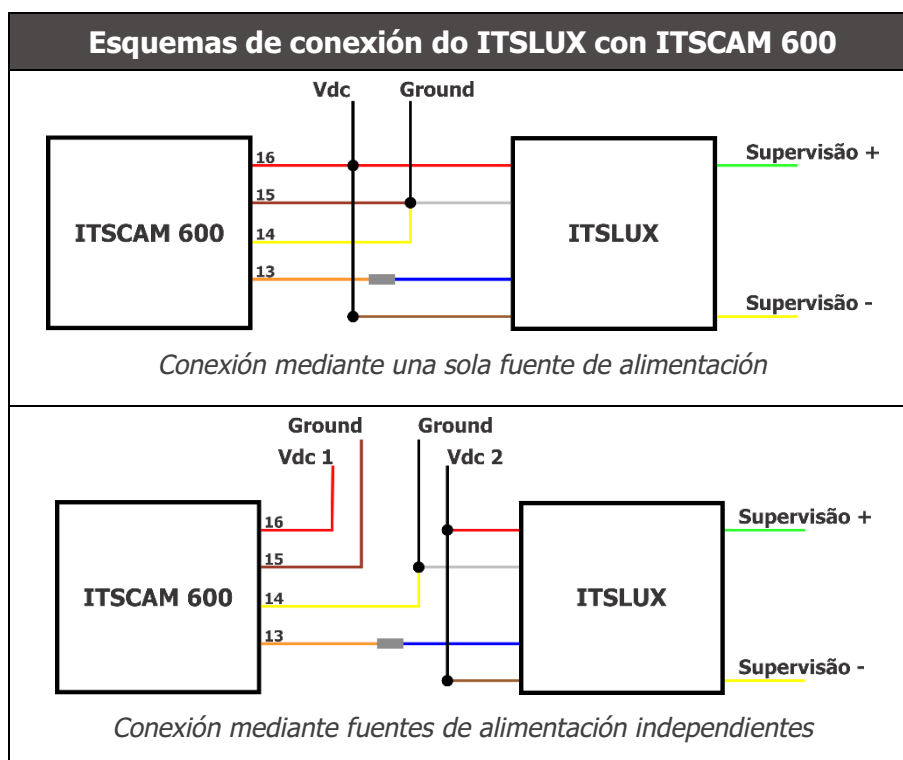 Esquemas de conexión do ITSLUX con ITSCAM 600
Vdc
Ground
16
15
14
13
ITSCAM 600
ITSLUX
Supervisão +
Supervisão -
Conexión mediante una sola fuente de alimentación
Ground
Ground
Vdc 1
Vdc 2
16
15
14
13
ITSCAM 600
ITSLUX
Supervisão +
Supervisão -
Conexión mediante fuentes de alimentación independientes